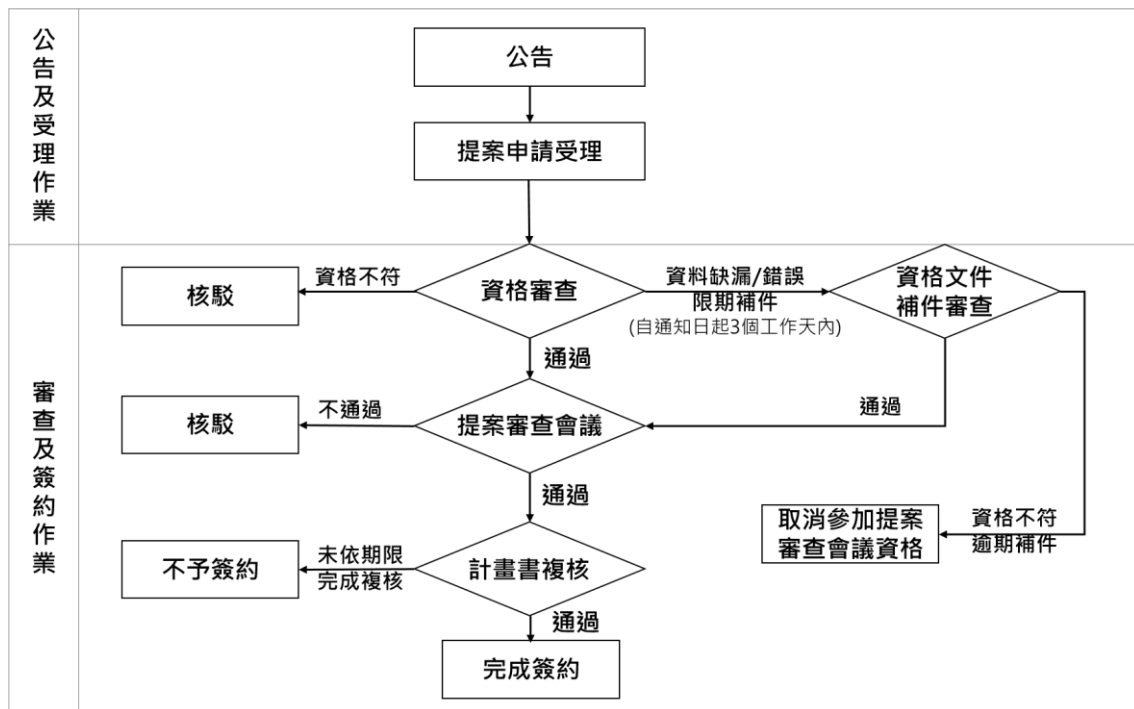 公告及受理作業
公告
提案申請受理
審查及簽約作業
資格審查
資格不符
核駁
資料缺漏/錯誤
限期補件
(自通知日起3個工作天內)
資格文件
補件審查
通過
通過
提案審查會議
不通過
核駁
通過
資格不符
逾期補件
取消參加提案
審查會議資格
計畫書複核
未依期限
完成複核
不予簽約
通過
完成簽約